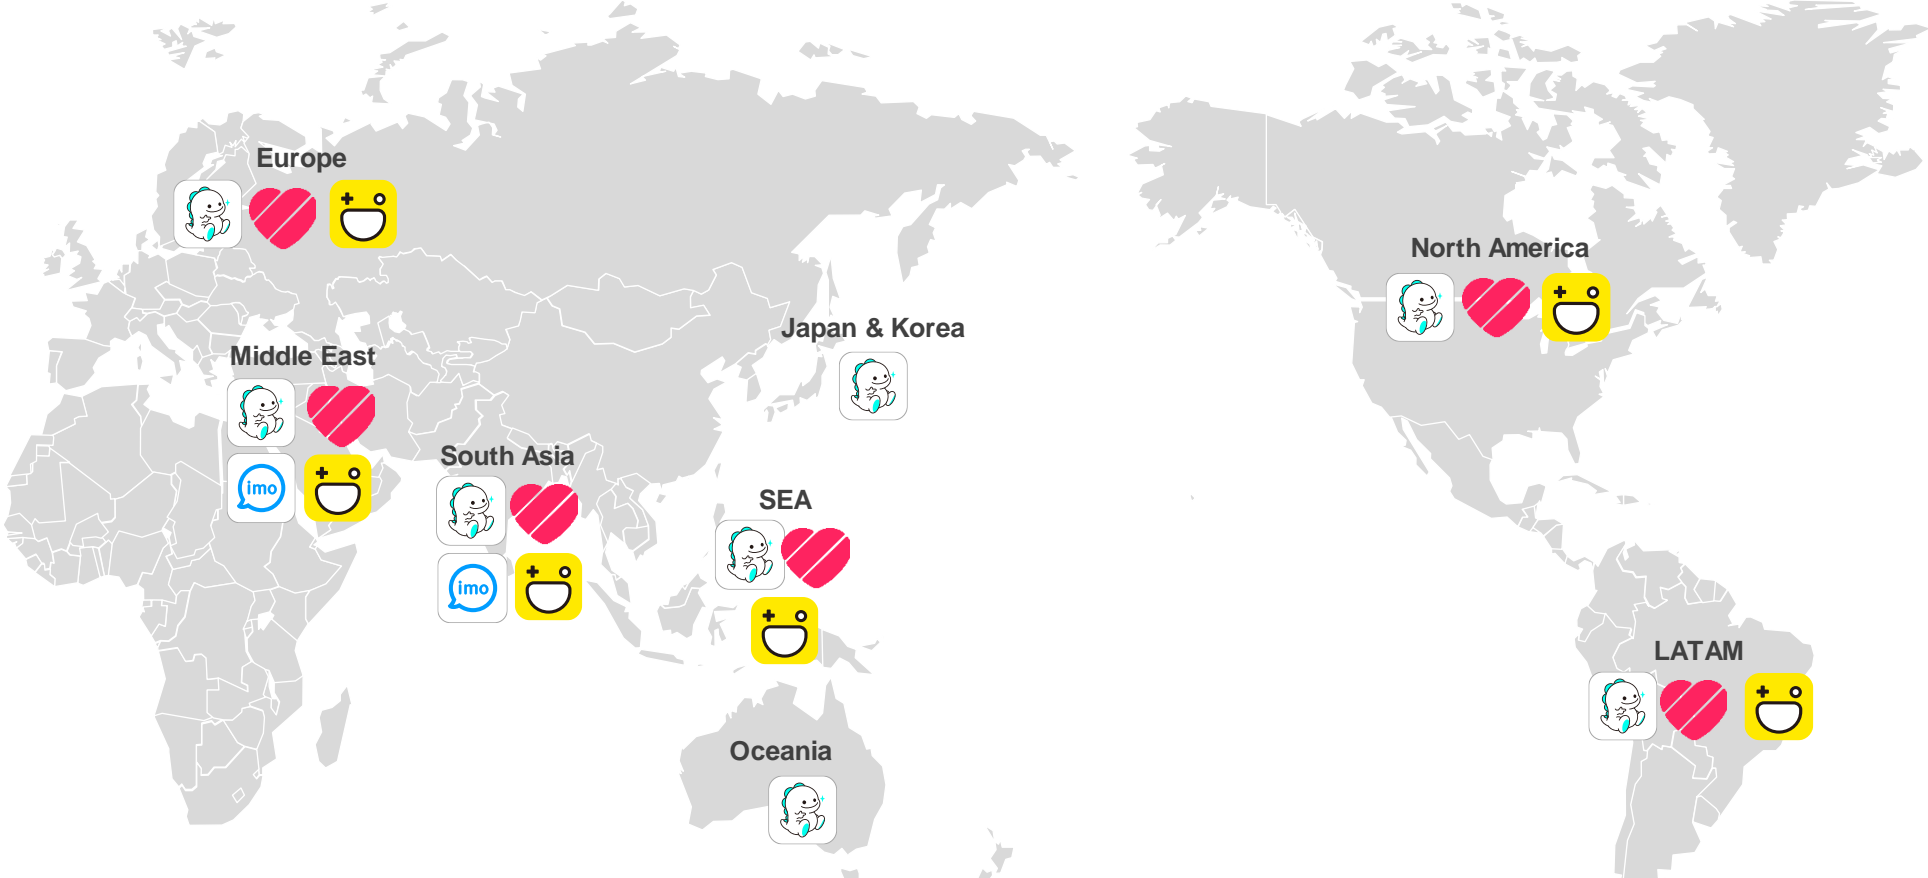 Europe
North America
Japan & Korea
Middle East
South Asia
imo
SEA
imo
LATAM
Oceania